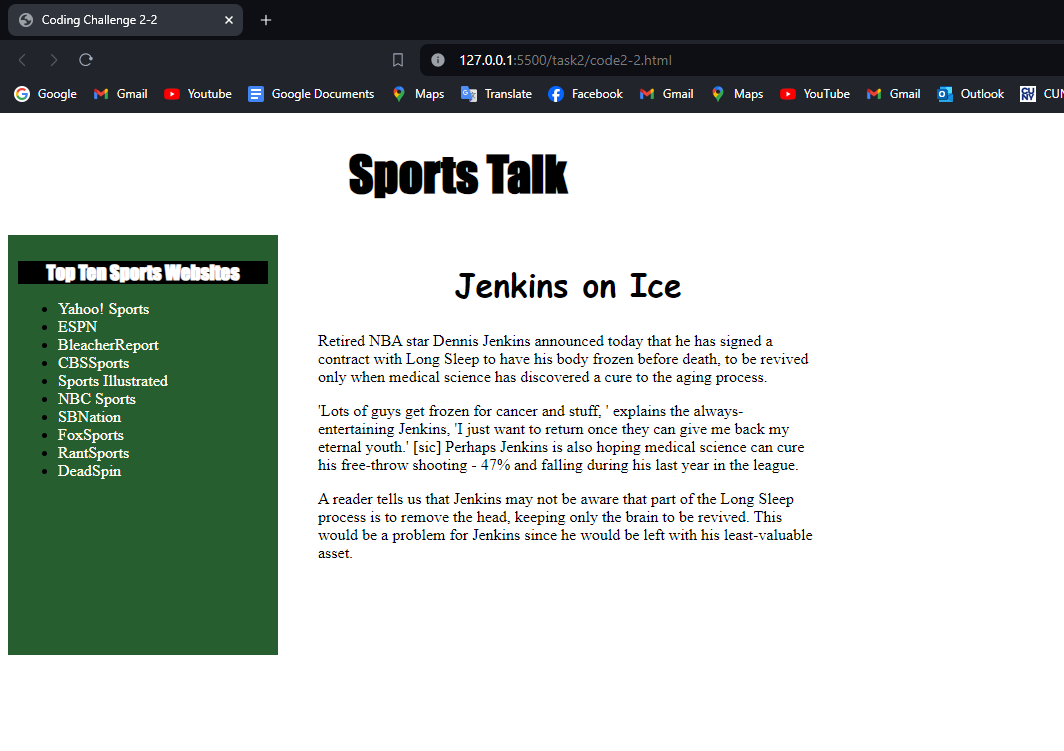 Coding Challenge 2-2
127.0.0.1:5500/task2/code2-2.html
Google Gmail Youtube Google Documents Maps Translate Facebook Gmail Maps YouTube Gmail Outlook
Sports Talk
Top Ten Sports Websites
Yahoo! Sports
ESPN
BleacherReport
CBSSports
Sports Illustrated
NBC Sports
SBNation
FoxSports
RantSports
DeadSpin
Jenkins on Ice
Retired NBA star Dennis Jenkins announced today that he has signed a
contract with Long Sleep to have his body frozen before death, to be revived
only when medical science has discovered a cure to the aging process.
'Lots of guys get frozen for cancer and stuff, ' explains the always-
entertaining Jenkins, 'I just want to return once they can give me back my
eternal youth.' [sic] Perhaps Jenkins is also hoping medical science can cure
his free-throw shooting - 47% and falling during his last year in the league.
A reader tells us that Jenkins may not be aware that part of the Long Sleep
process is to remove the head, keeping only the brain to be revived. This
would be a problem for Jenkins since he would be left with his least-valuable
asset.